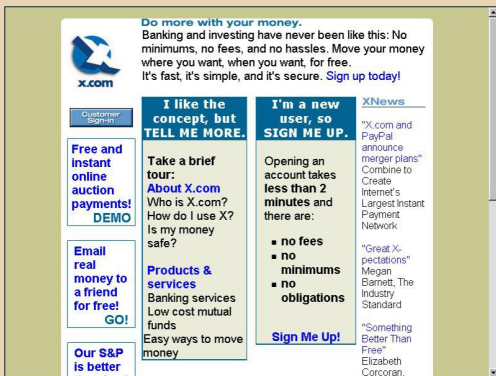 Do more with your money.
Banking and investing have never been like this: No
minimums, no fees, and no hassles. Move your money
where you want, when you want, for free.
It's fast, it's simple, and it's secure. Sign up today!
X.com
Customer
Sign-in
Free and
instant
online
auction
payments!
DEMO
Email
real
money to
a friend
for free!
GO!
Our S&P
is better
I like the
concept, but
TELL ME MORE.
Take a brief
tour:
About X.com
Who is X.com?
How do I use X?
Is my money
safe?
Products &
services
Banking services
Low cost mutual
funds
Easy ways to move
money
I'm a new
user, so
SIGN ME UP.
Opening an
account takes
less than 2
minutes and
there are:
no fees
no
minimums
no
obligations
Sign Me Up!
XNews
"X.com and
PayPal
announce
merger plans"
Combine to
Create
Internet's
Largest Instant
Payment
Network
"Great X-
pectations"
Megan
Barnett, The
Industry
Standard
"Something
Better Than
Free"
Elizabeth
Corcoran,